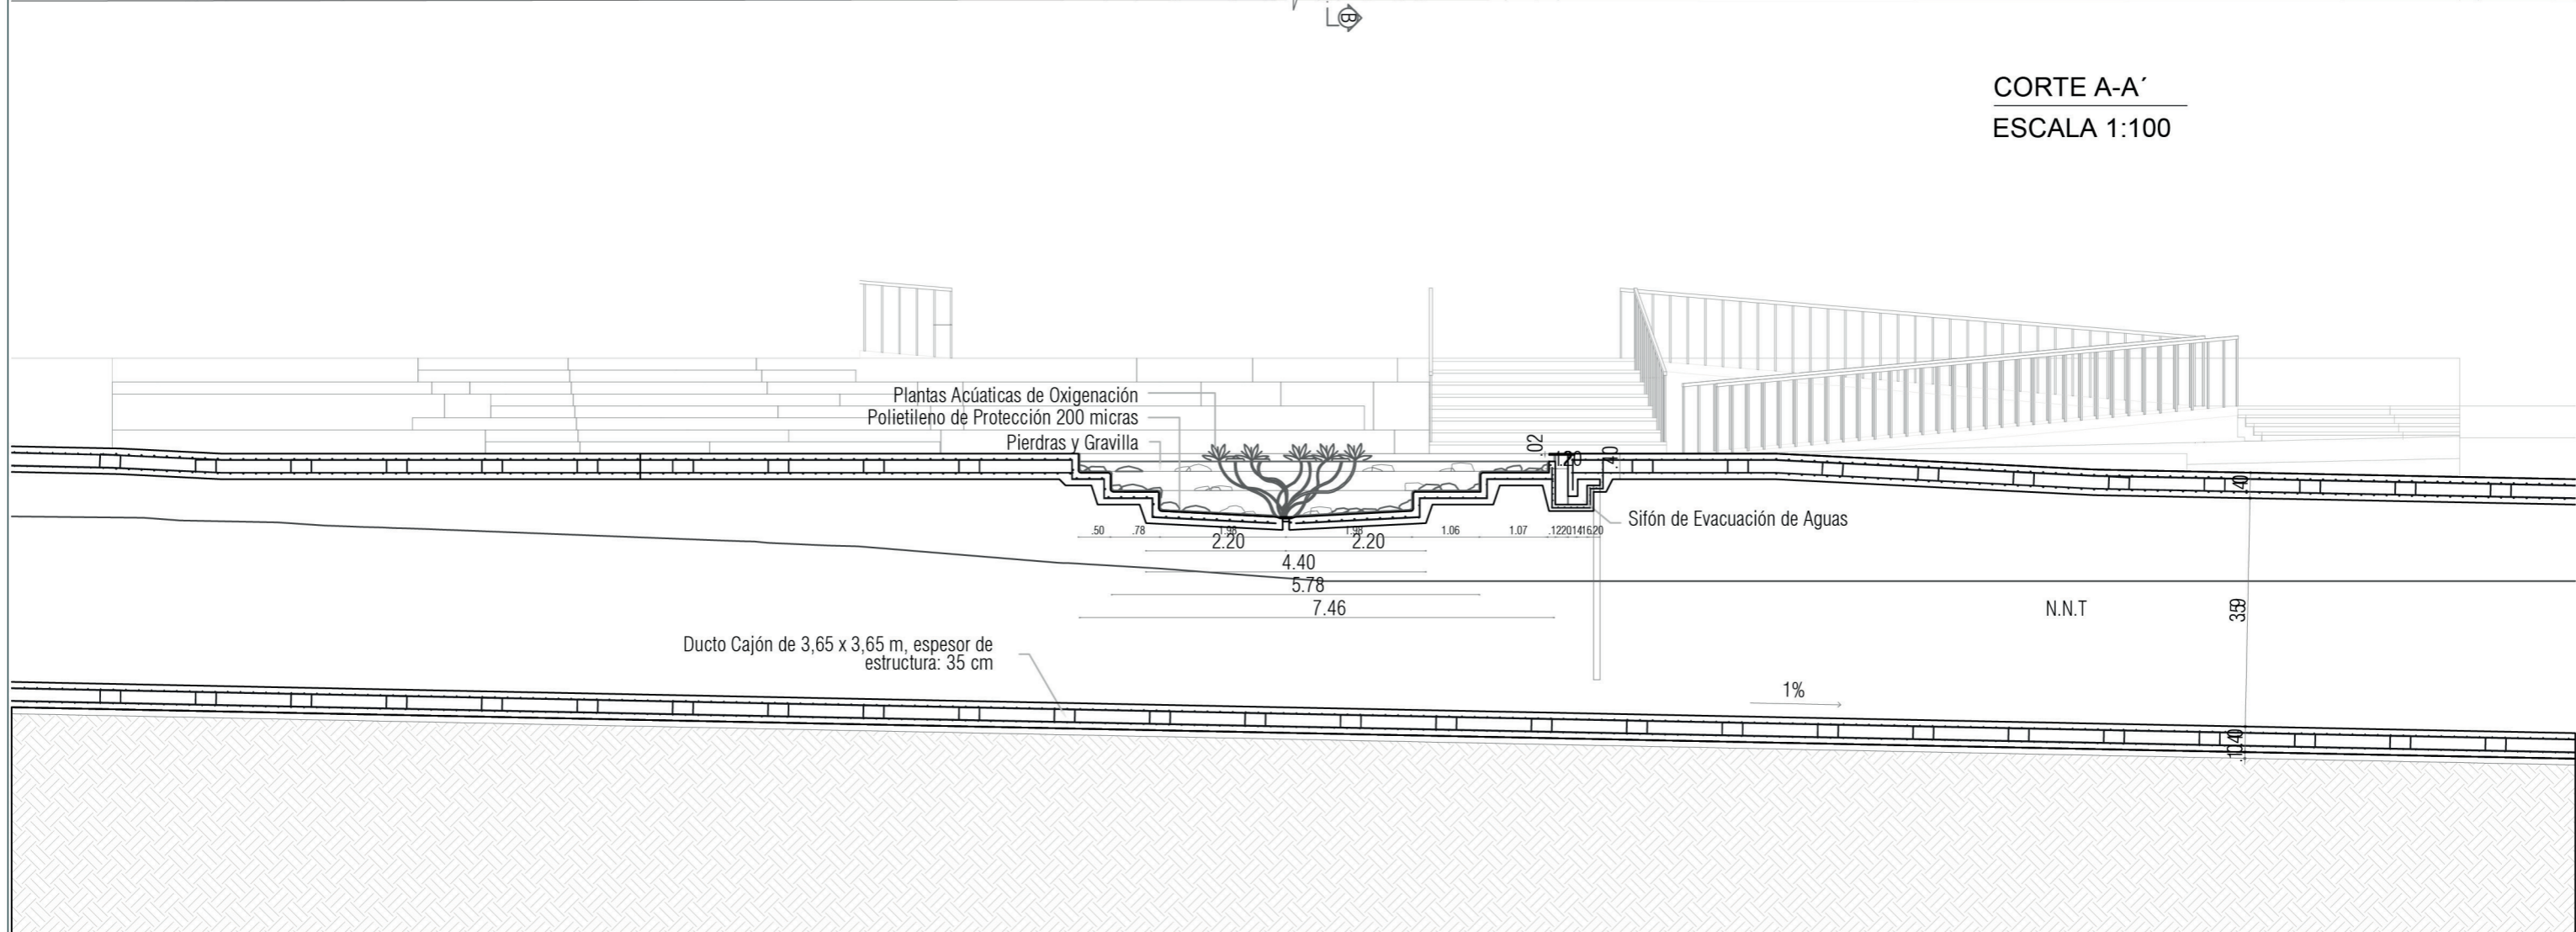 B
CORTE A-A´
ESCALA 1:100
Plantas Acúaticas de Oxigenación
Polietileno de Protección 200 micras
Pierdras y Gravilla
.02
.40
.40
Sifón de Evacuación de Aguas
.50 .78 1.98 1.98 1.06 1.07
2.20 2.20
4.40
5.78
7.46
N.N.T
Ducto Cajón de 3,65 x 3,65 m, espesor de
estructura: 35 cm
1%